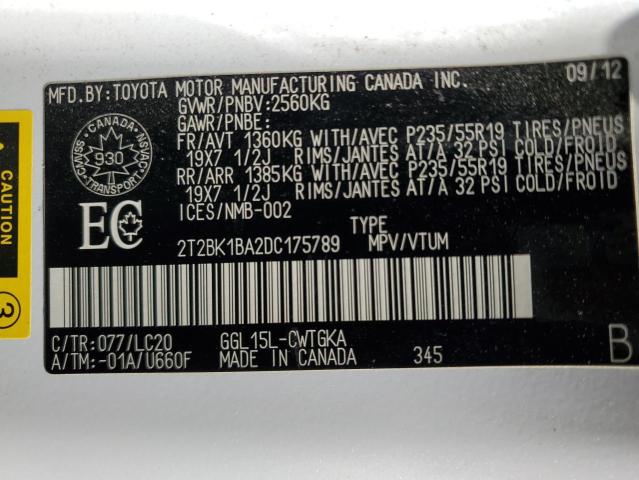 MFD.BY:TOYOTA MOTOR MANUFACTURING CANADA INC. 09/12
GVWR/PNBV:2560KG
GAWR/PNBE:
FR/AVT 1360KG WITH/AVEC P235/55R19 TIRES/PNEUS
19X7 1/2J RIMS/JANTES AT/A 32 PSI COLD/FROID
RR/ARR 1385KG WITH/AVEC P235/55R19 TIRES/PNEUS
19X7 1/2J RIMS/JANTES AT/À 32 PSI COLD/FROID
ICES/NMB-002
CANADA
930
TRANSPORT
EC
TYPE
2T2BK1BA2DC175789 MPV/VTUM
C/TR:077/LC20 GGL15L-CWTGKA
A/TM:-01A/U660F MADE IN CANADA 345
B
CAUTION
3